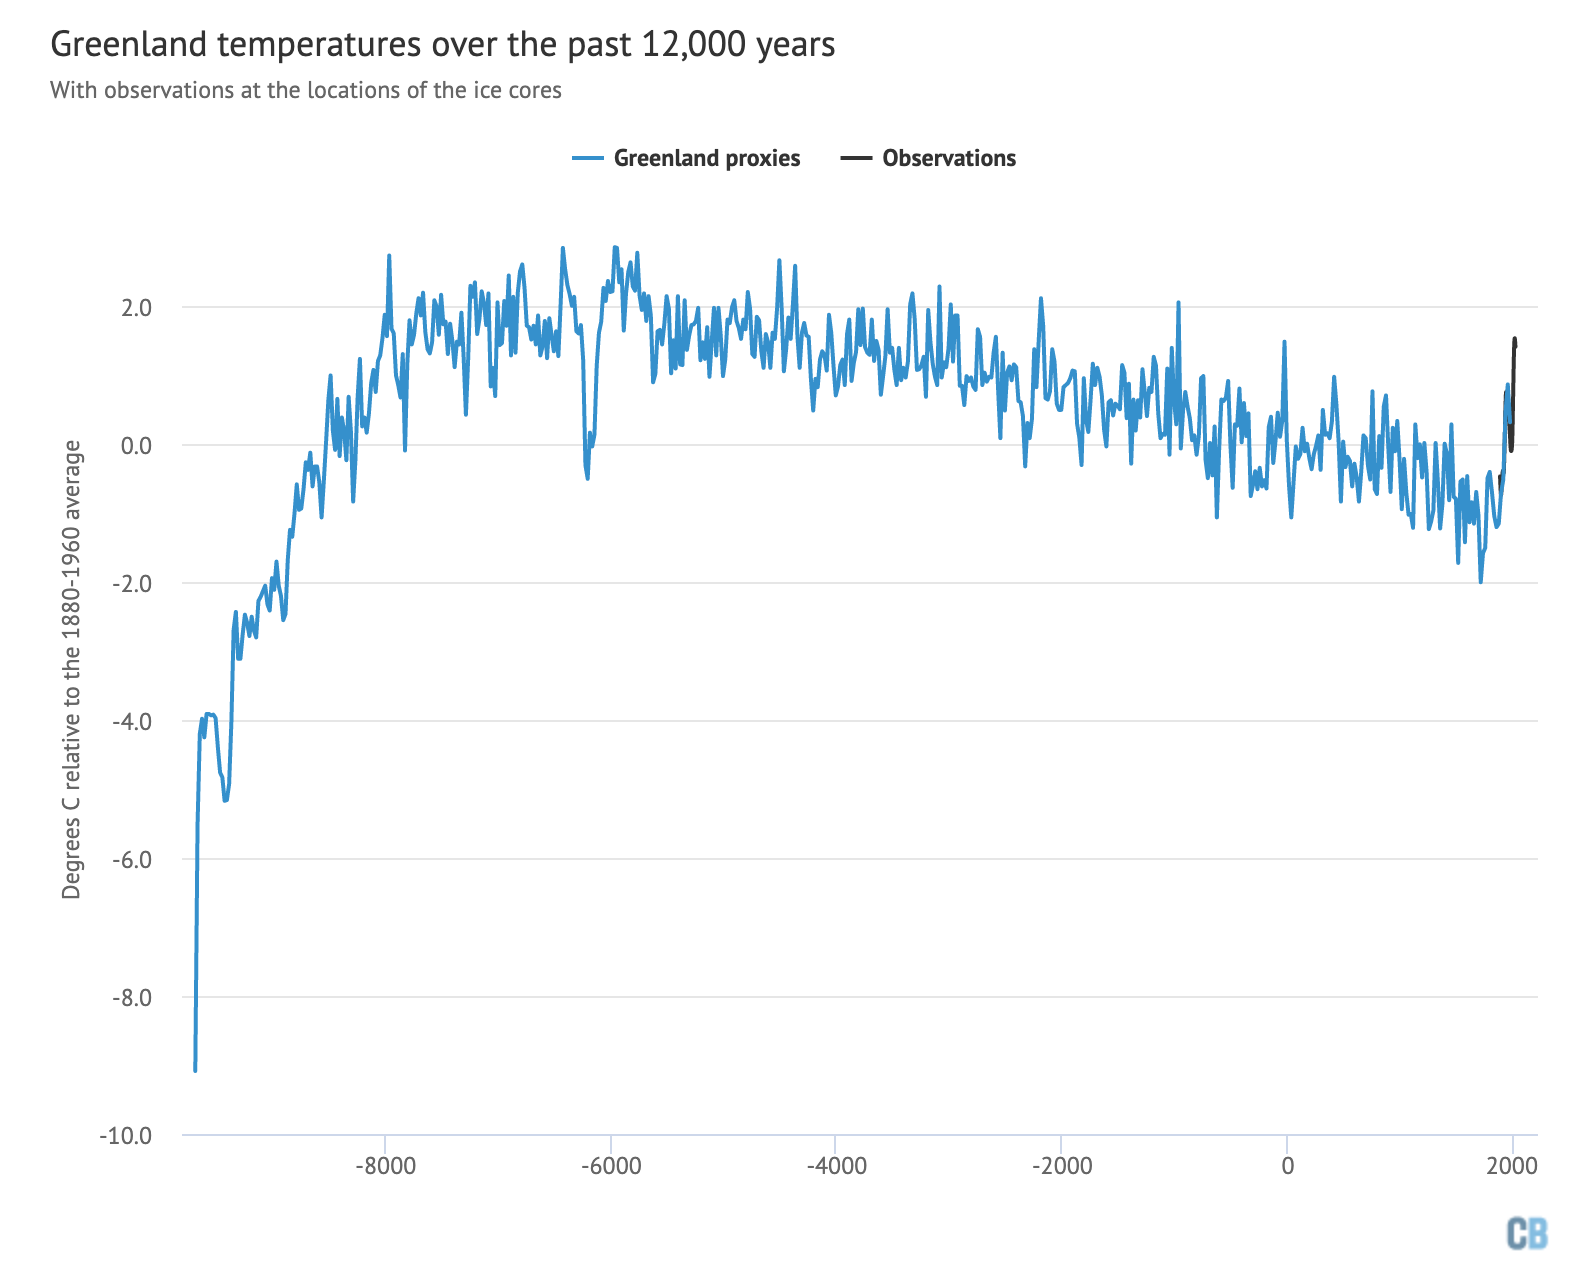 Greenland temperatures over the past 12,000 years
With observations at the locations of the ice cores
Greenland proxies
Observations
Degrees C relative to the 1880-1960 average
2.0
0.0
-2.0
-4.0
-6.0
-8.0
-10.0
-8000
-6000
-4000
-2000
0
2000
CB